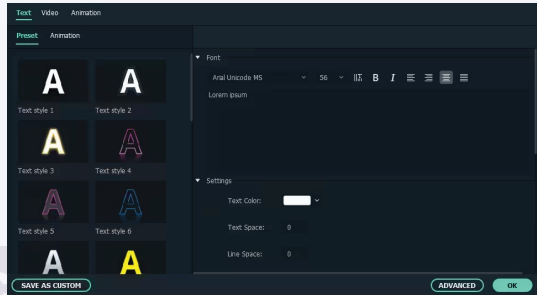 Text Video Animation
Preset Animation
A A
Text style 1 Text style 2
A A
Text style 3 Text style 4
A A
Text style 5 Text style 6
A A
Font
Arial Unicode MS 56 B I
Lorem ipsum
Settings
Text Color:
Text Space: 0
Line Space: 0
SAVE AS CUSTOM ADVANCED OK